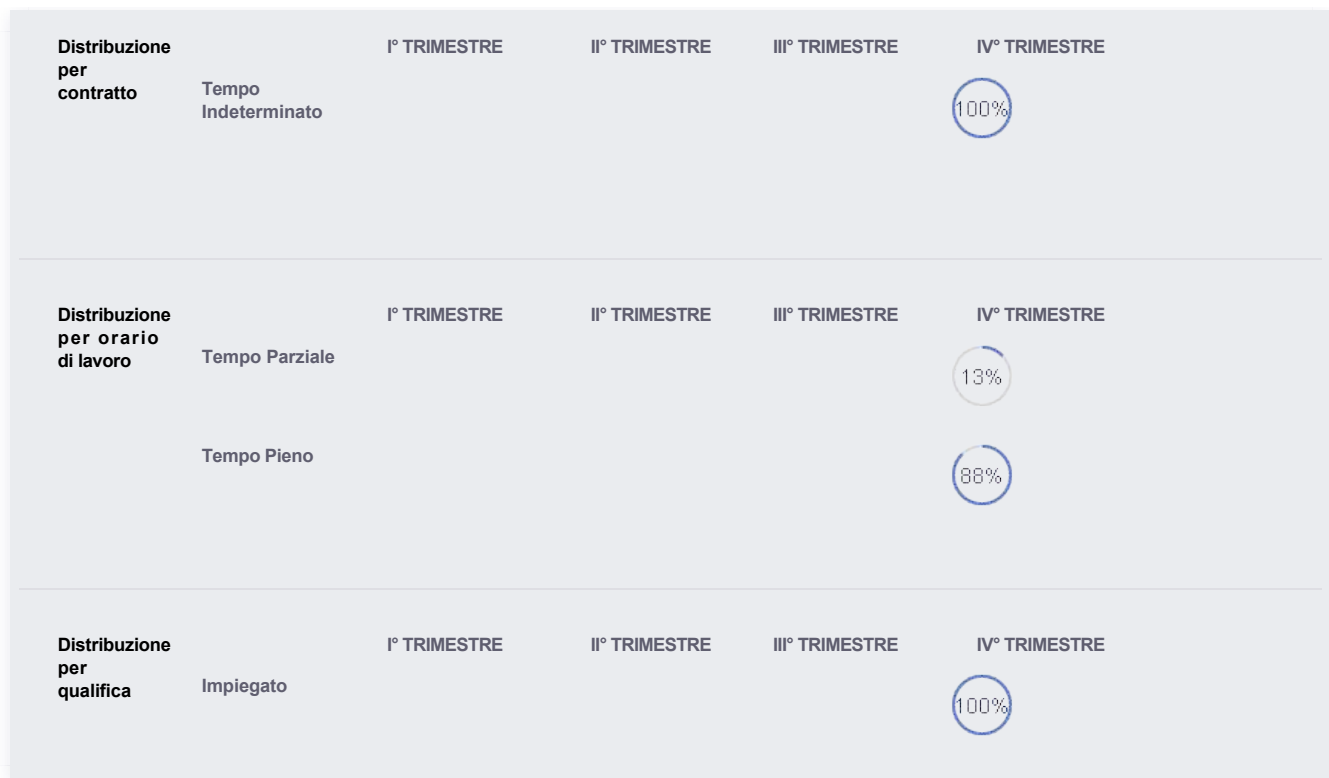 Distribuzione
per
contratto
I° TRIMESTRE II° TRIMESTRE III° TRIMESTRE IV° TRIMESTRE
Tempo
Indeterminato
100%
Distribuzione
per orario
di lavoro
I° TRIMESTRE II° TRIMESTRE III° TRIMESTRE IV° TRIMESTRE
Tempo Parziale
13%
Tempo Pieno
88%
Distribuzione
per
qualifica
I° TRIMESTRE II° TRIMESTRE III° TRIMESTRE IV° TRIMESTRE
Impiegato
100%